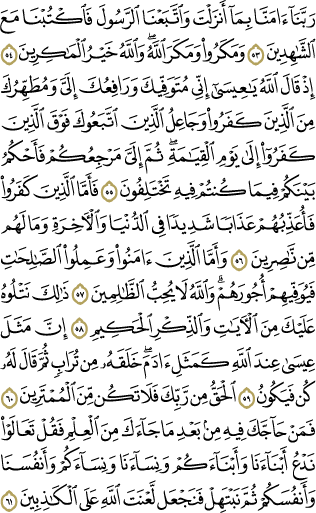 رَبَّنَآ ءَامَنَّا بِمَآ أَنزَلْتَ وَٱتَّبَعْنَا ٱلرَّسُولَ فَٱكْتُبْنَا مَعَ
ٱلشَّٰهِدِينَ ٥٣ وَمَكَرُوا۟ وَمَكَرَ ٱللَّهُ ۖ وَٱللَّهُ خَيْرُ ٱلْمَٰكِرِينَ ٥٤
إِذْ قَالَ ٱللَّهُ يَٰعِيسَىٰٓ إِنِّى مُتَوَفِّيكَ وَرَافِعُكَ إِلَىَّ وَمُطَهِّرُكَ
مِنَ ٱلَّذِينَ كَفَرُوا۟ وَجَاعِلُ ٱلَّذِينَ ٱتَّبَعُوكَ فَوْقَ ٱلَّذِينَ
كَفَرُوٓا۟ إِلَىٰ يَوْمِ ٱلْقِيَٰمَةِ ۖ ثُمَّ إِلَىَّ مَرْجِعُكُمْ فَأَحْكُمُ
بَيْنَكُمْ فِيمَا كُنتُمْ فِيهِ تَخْتَلِفُونَ ٥٥ فَأَمَّا ٱلَّذِينَ كَفَرُوا۟
فَأُعَذِّبُهُمْ عَذَابًا شَدِيدًا فِى ٱلدُّنْيَا وَٱلْءَاخِرَةِ وَمَا لَهُم
مِّن نَّٰصِرِينَ ٥٦ وَأَمَّا ٱلَّذِينَ ءَامَنُوا۟ وَعَمِلُوا۟ ٱلصَّٰلِحَٰتِ
فَيُوَفِّيهِمْ أُجُورَهُمْ ۗ وَٱللَّهُ لَا يُحِبُّ ٱلظَّٰلِمِينَ ٥٧ ذَٰلِكَ نَتْلُوهُ
عَلَيْكَ مِنَ ٱلْءَايَٰتِ وَٱلذِّكْرِ ٱلْحَكِيمِ ٥٨ إِنَّ مَثَلَ
عِيسَىٰ عِندَ ٱللَّهِ كَمَثَلِ ءَادَمَ ۖ خَلَقَهُۥ مِن تُرَابٍ ثُمَّ قَالَ لَهُۥ
كُن فَيَكُونُ ٥٩ ٱلْحَقُّ مِن رَّبِّكَ فَلَا تَكُن مِّنَ ٱلْمُمْتَرِينَ ٦٠
فَمَنْ حَآجَّكَ فِيهِ مِنۢ بَعْدِ مَا جَآءَكَ مِنَ ٱلْعِلْمِ فَقُلْ تَعَالَوْا۟
نَدْعُ أَبْنَآءَنَا وَأَبْنَآءَكُمْ وَنِسَآءَنَا وَنِسَآءَكُمْ وَأَنفُسَنَا
وَأَنفُسَكُمْ ثُمَّ نَبْتَهِلْ فَنَجْعَل لَّعْنَتَ ٱللَّهِ عَلَى ٱلْكَٰذِبِينَ ٦١